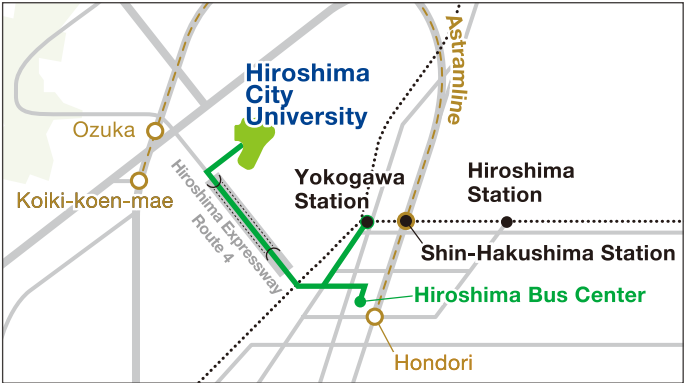 Astramline
Hiroshima
City
University
Ozuka
Koiki-koen-mae
Hiroshima Expressway
Route 4
Yokogawa
Station
Hiroshima
Station
Shin-Hakushima Station
Hiroshima Bus Center
Hondori